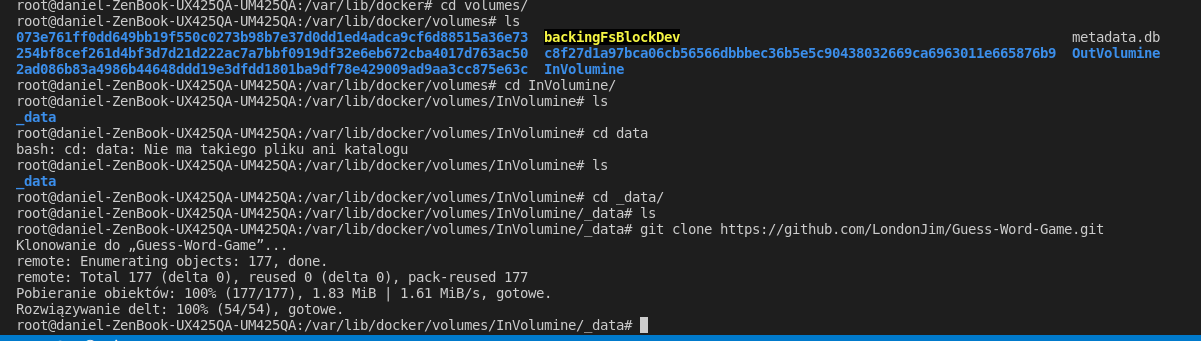 root@daniel-ZenBook-UX425QA-UM425QA:/var/lib/docker# cd volumes/
root@daniel-ZenBook-UX425QA-UM425QA:/var/lib/docker/volumes# ls
073e761ff0dd649bb19f550c0273b98b7e37d0dd1ed4adca9cf6d88515a36e73  backingFsBlockDev                                                 metadata.db
254bf8cef261d4bf3d7d21d222ac7a7bbf0919df32e6eb672cba4017d763ac50  c8f27d1a97bca06cb56566dbbbec36b5e5c90438032669ca6963011e665876b9  OutVolumine
2ad086b83a4986b44648ddd19e3dfdd1801ba9df78e429009ad9aa3cc875e63c  InVolumine
root@daniel-ZenBook-UX425QA-UM425QA:/var/lib/docker/volumes# cd InVolumine/
root@daniel-ZenBook-UX425QA-UM425QA:/var/lib/docker/volumes/InVolumine# ls
_data
root@daniel-ZenBook-UX425QA-UM425QA:/var/lib/docker/volumes/InVolumine# cd data
bash: cd: data: Nie ma takiego pliku ani katalogu
root@daniel-ZenBook-UX425QA-UM425QA:/var/lib/docker/volumes/InVolumine# ls
_data
root@daniel-ZenBook-UX425QA-UM425QA:/var/lib/docker/volumes/InVolumine# cd _data/
root@daniel-ZenBook-UX425QA-UM425QA:/var/lib/docker/volumes/InVolumine/_data# ls
root@daniel-ZenBook-UX425QA-UM425QA:/var/lib/docker/volumes/InVolumine/_data# git clone https://github.com/LondonJim/Guess-Word-Game.git
Klonowanie do „Guess-Word-Game”...
remote: Enumerating objects: 177, done.
remote: Total 177 (delta 0), reused 0 (delta 0), pack-reused 177
Pobieranie obiektów: 100% (177/177), 1.83 MiB | 1.61 MiB/s, gotowe.
Rozwiązywanie delt: 100% (54/54), gotowe.
root@daniel-ZenBook-UX425QA-UM425QA:/var/lib/docker/volumes/InVolumine/_data#